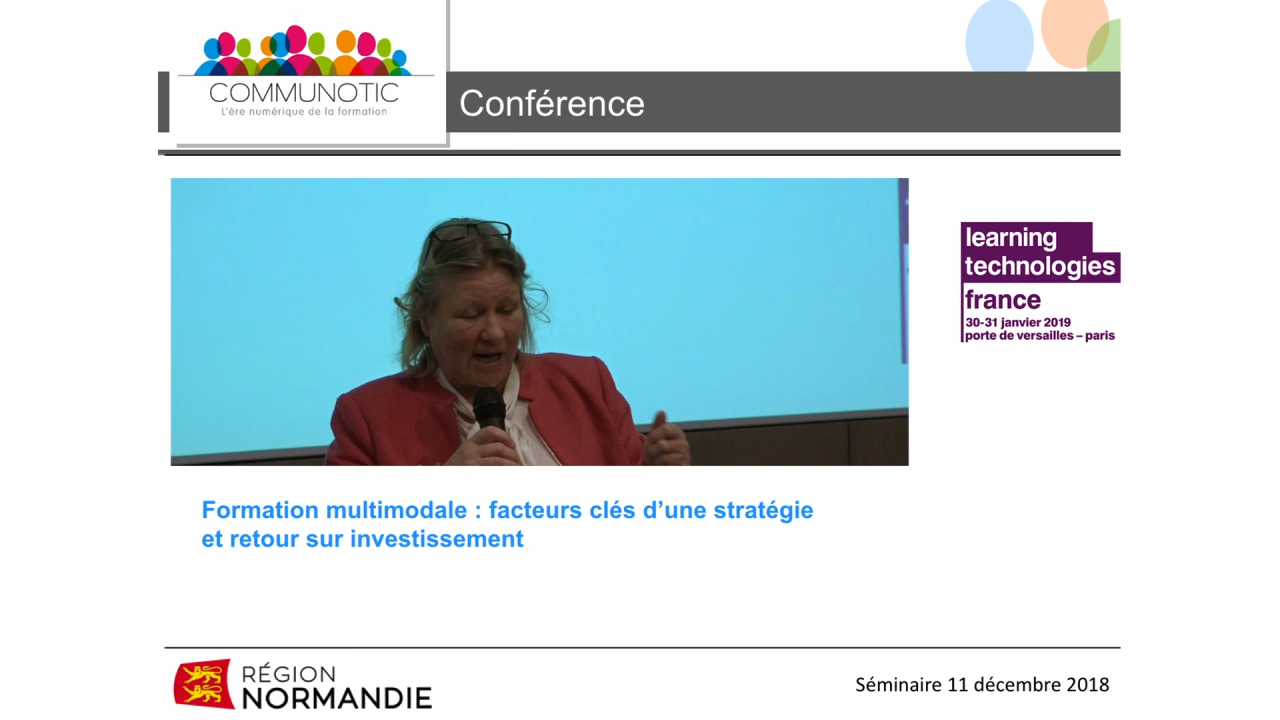 COMMUNOTIC
L'ère numérique de la formation
Conférence
learning
technologies
france
30-31 janvier 2019
porte de versailles – paris
Formation multimodale : facteurs clés d’une stratégie
et retour sur investissement
RÉGION
NORMANDIE
Séminaire 11 décembre 2018